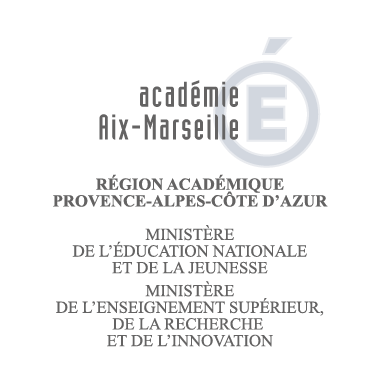 académie
Aix-Marseille
É
RÉGION ACADÉMIQUE
PROVENCE-ALPES-CÔTE D'AZUR
MINISTÈRE
DE L'ÉDUCATION NATIONALE
ET DE LA JEUNESSE
MINISTÈRE
DE L'ENSEIGNEMENT SUPÉRIEUR,
DE LA RECHERCHE
ET DE L'INNOVATION